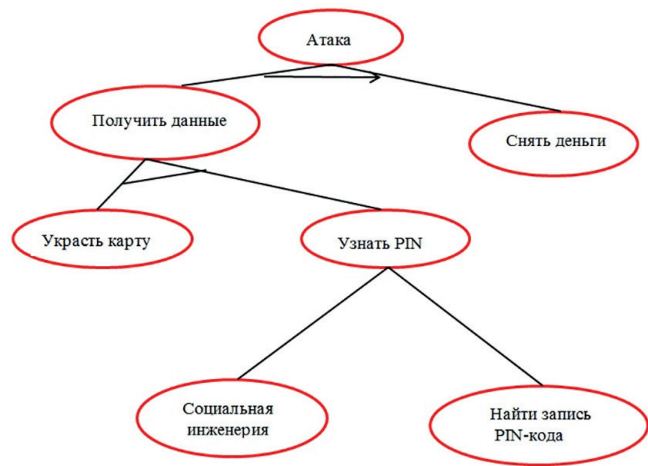 Атака
Получить данные
Снять деньги
Украсть карту
Узнать PIN
Социальная
инженерия
Найти запись
PIN-кода